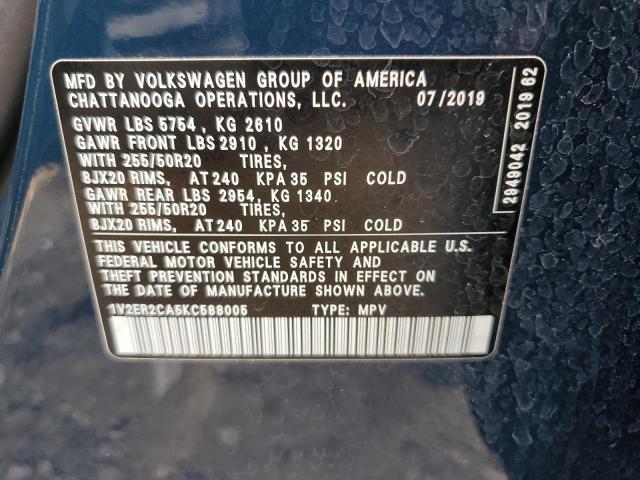 MFD BY VOLKSWAGEN GROUP OF AMERICA
CHATTANOOGA OPERATIONS, LLC. 07/2019
GVWR LBS 5754 , KG 2610
GAWR FRONT LBS 2910 , KG 1320
WITH 255/50R20 TIRES,
8JX20 RIMS, AT 240 KPA 35 PSI COLD
GAWR REAR LBS 2954 , KG 1340
WITH 255/50R20 TIRES,
8JX20 RIMS, AT 240 KPA 35 PSI COLD
THIS VEHICLE CONFORMS TO ALL APPLICABLE U.S.
FEDERAL MOTOR VEHICLE SAFETY AND
THEFT PREVENTION STANDARDS IN EFFECT ON
THE DATE OF MANUFACTURE SHOWN ABOVE.
1V2ER2CA5KC588005 TYPE: MPV
2949042 2019 62